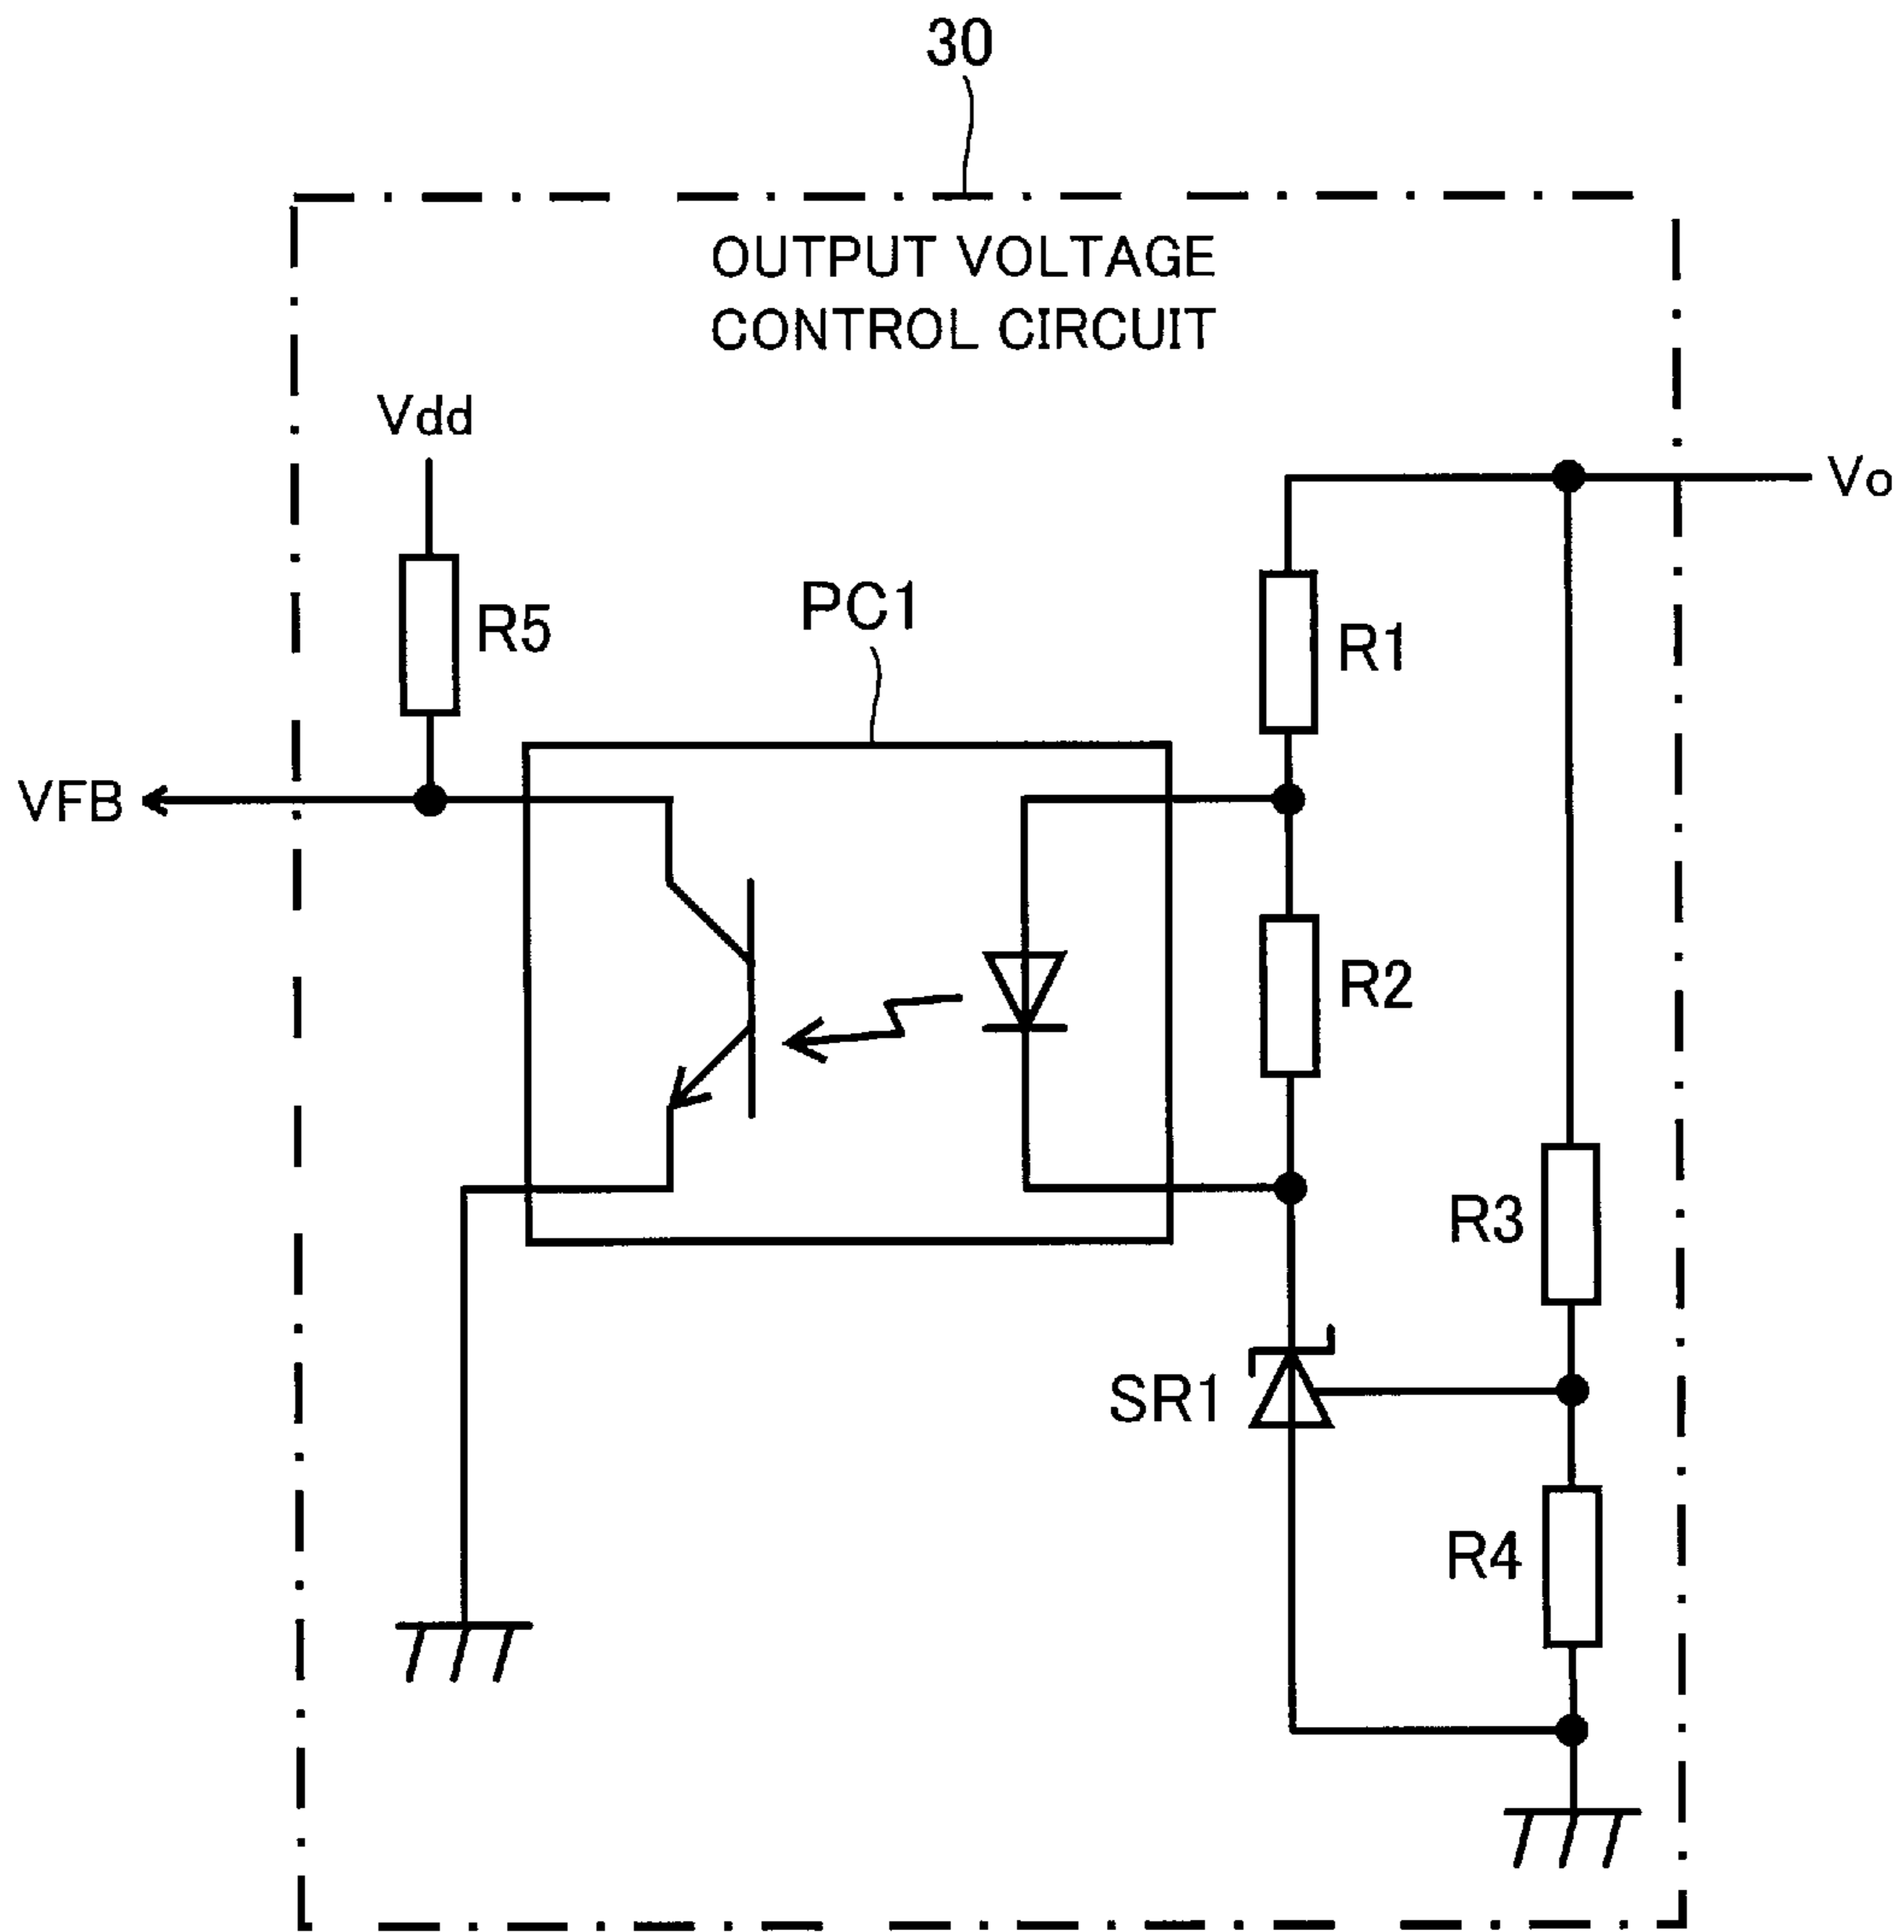 30
OUTPUT VOLTAGE
CONTROL CIRCUIT
Vdd
Vo
R5
PC1
R1
VFB
R2
R3
SR1
R4